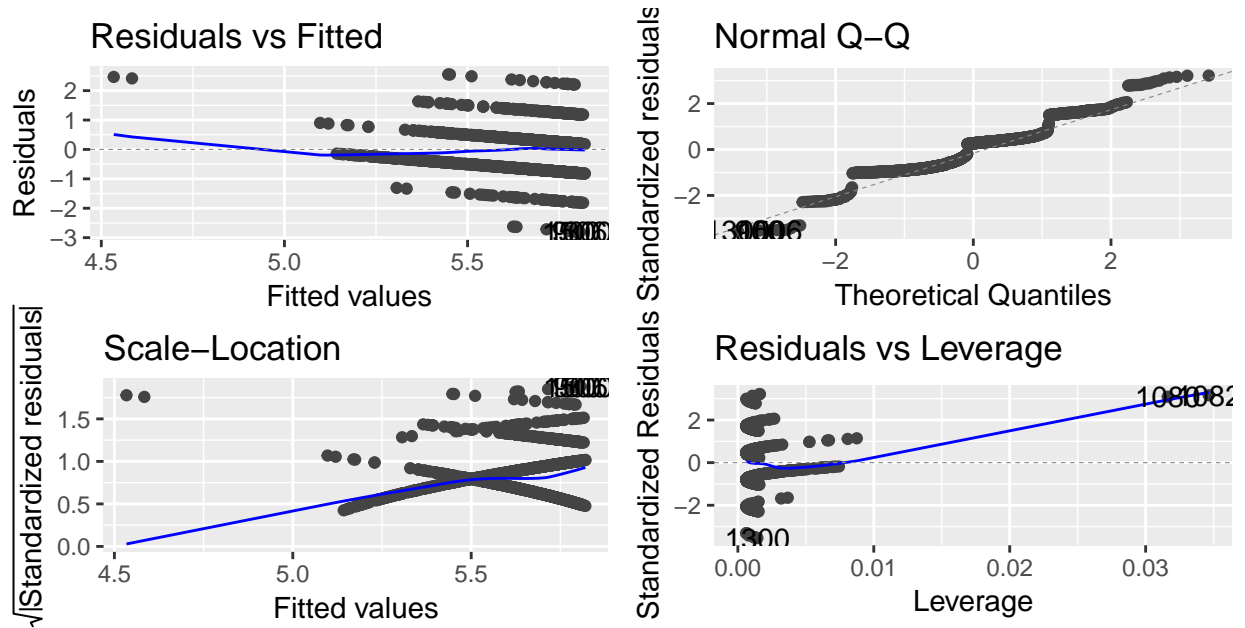 Residuals vs Fitted
Residuals
2
1
0
−1
−2
−3
4.5
5.0
5.5
Fitted values
Normal Q−Q
Standardized residuals
2
0
−2
−2
0
2
Theoretical Quantiles
Scale−Location
√|Standardized residuals|
1.5
1.0
0.5
0.0
4.5
5.0
5.5
Fitted values
Residuals vs Leverage
Standardized Residuals
2
0
−2
1080
1082
1300
0.00
0.01
0.02
0.03
Leverage